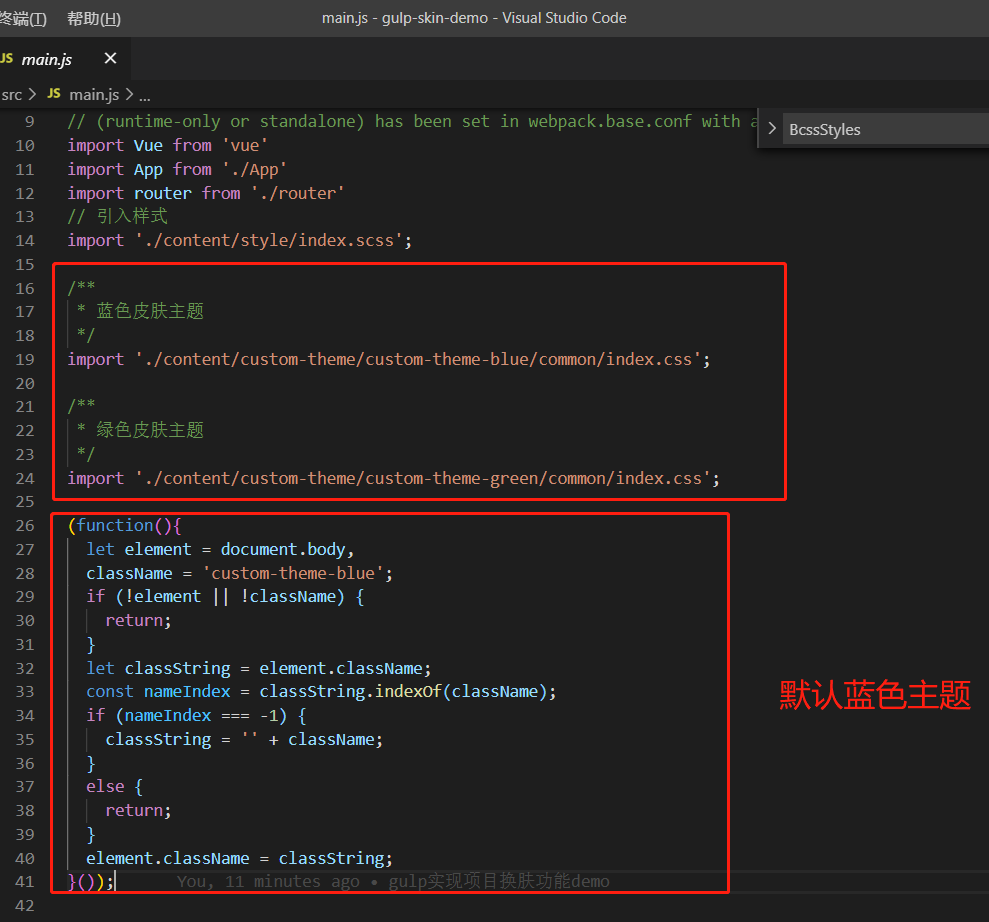 终端(T) 帮助(H) main.js - gulp-skin-demo - Visual Studio Code
JS main.js ×
src > JS main.js > ...
9 // (runtime-only or standalone) has been set in webpack.base.conf with a
> BcssStyles
10 import Vue from 'vue'
11 import App from './App'
12 import router from './router'
13 // 引入样式
14 import './content/style/index.scss';
15
16 /**
17 * 蓝色皮肤主题
18 */
19 import './content/custom-theme/custom-theme-blue/common/index.css';
20
21 /**
22 * 绿色皮肤主题
23 */
24 import './content/custom-theme/custom-theme-green/common/index.css';
25
26 (function(){
27 let element = document.body,
28 className = 'custom-theme-blue';
29 if (!element || !className) {
30 return;
31 }
32 let classString = element.className;
33 const nameIndex = classString.indexOf(className);
34 if (nameIndex === -1) {
35 classString = '' + className;
36 }
37 else {
38 return;
39 }
40 element.className = classString;
41 }()); You, 11 minutes ago • gulp实现项目换肤功能demo
42
默认蓝色主题